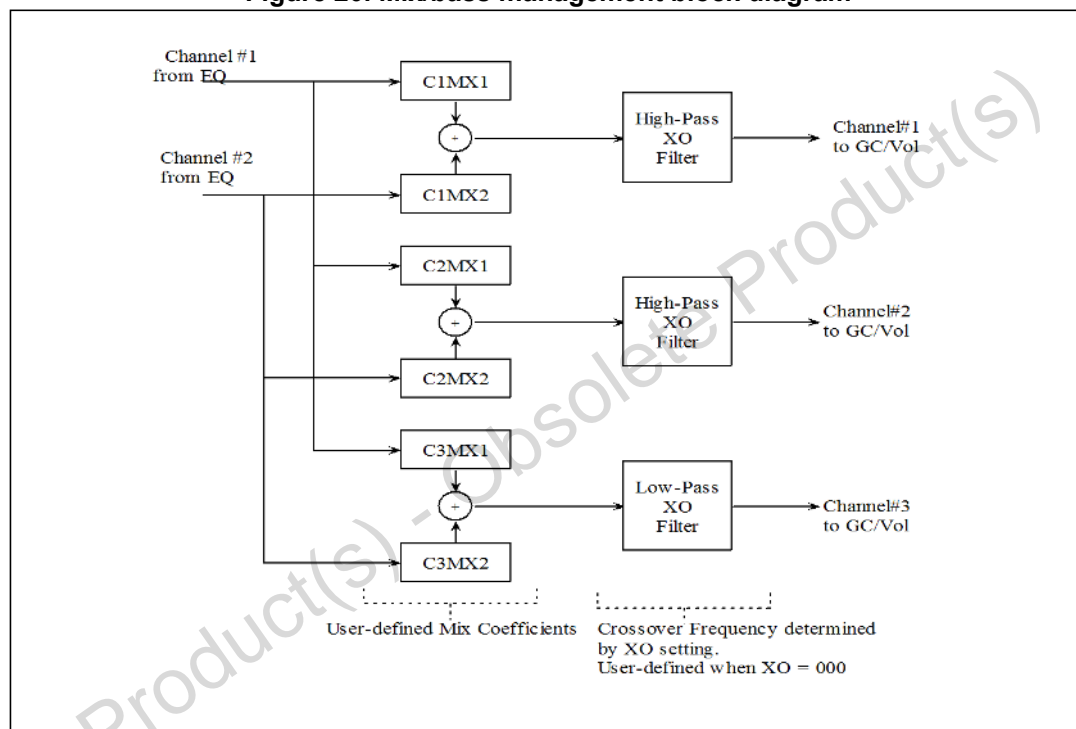 Channel #1
from EQ
C1MX1
+
High-Pass
XO
Filter
Channel#1
to GC/Vol
Channel #2
from EQ
C1MX2
C2MX1
+
High-Pass
XO
Filter
Channel#2
to GC/Vol
C2MX2
C3MX1
+
Low-Pass
XO
Filter
Channel#3
to GC/Vol
C3MX2
User-defined Mix Coefficients
Crossover Frequency determined
by XO setting.
User-defined when XO = 000
Product(s) - Obsolete Product(s)